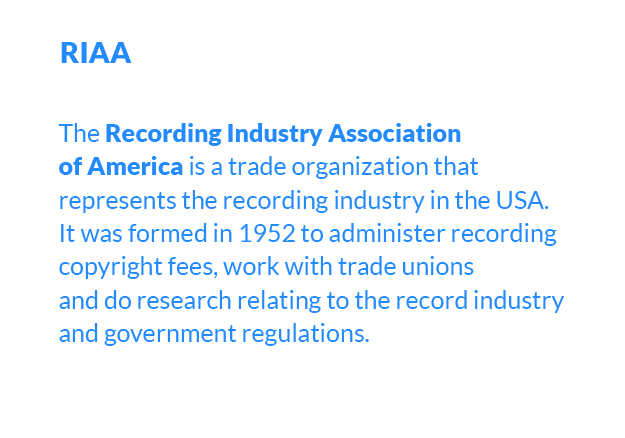 RIAA
The Recording Industry Association
of America is a trade organization that
represents the recording industry in the USA.
It was formed in 1952 to administer recording
copyright fees, work with trade unions
and do research relating to the record industry
and government regulations.